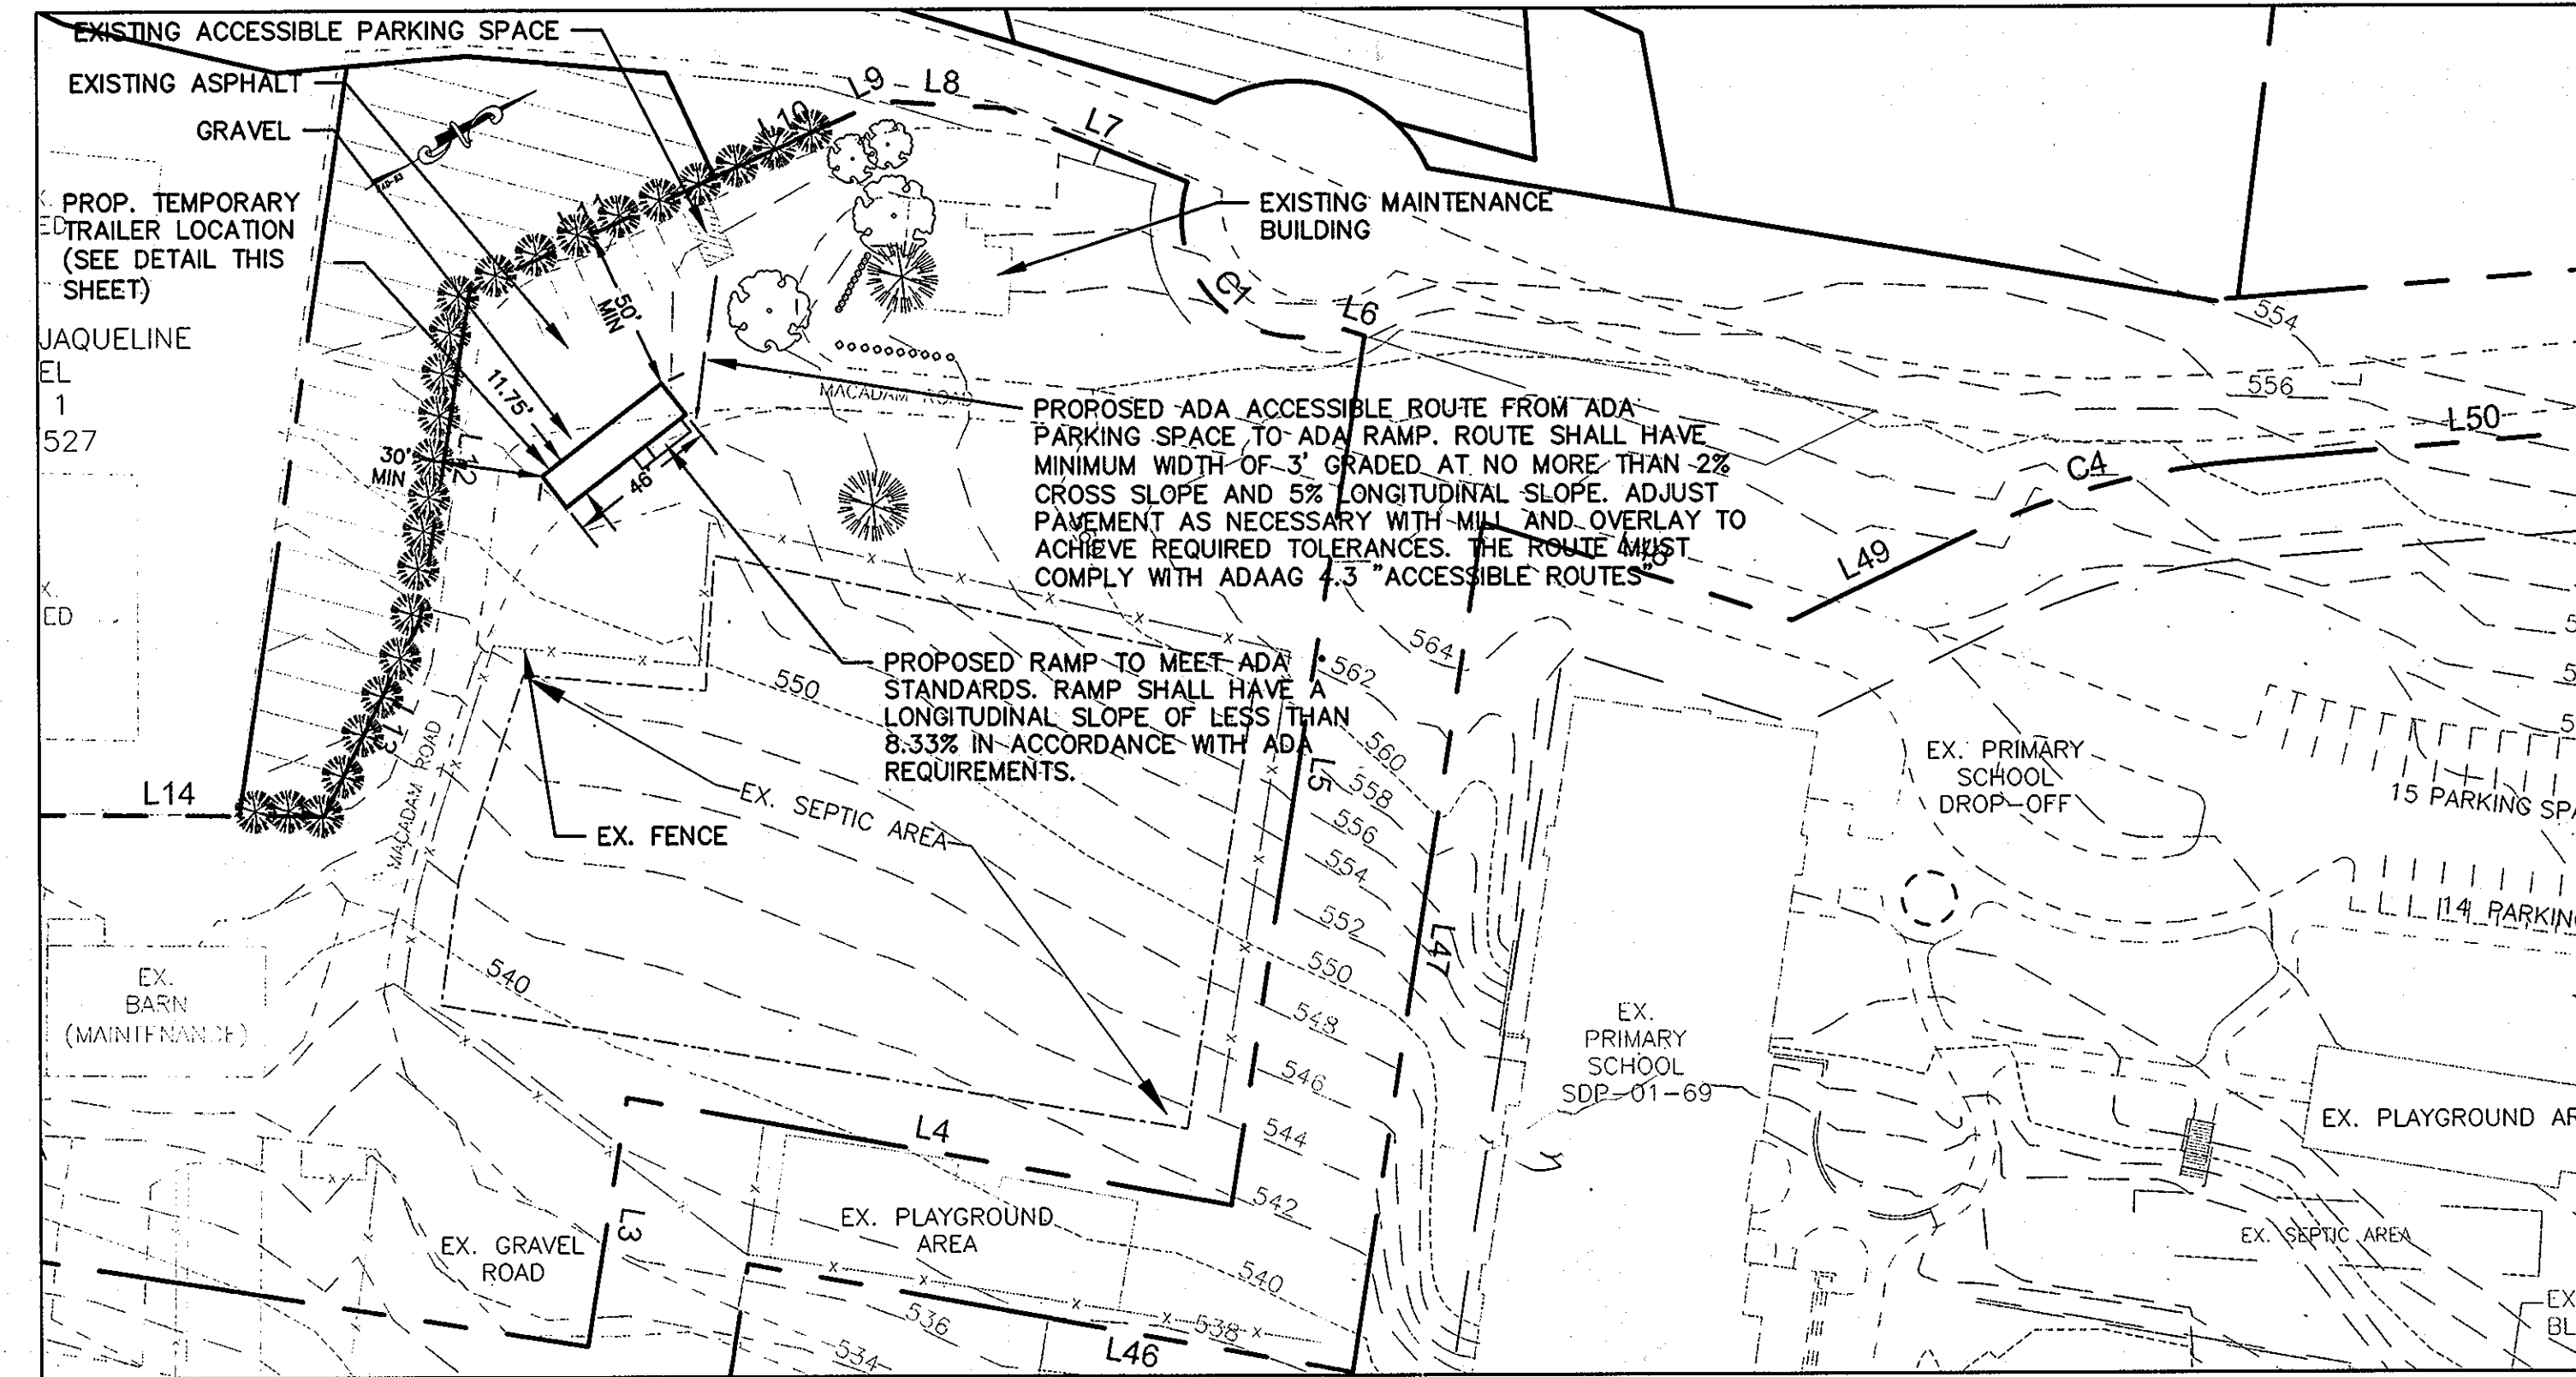 EXISTING ACCESSIBLE PARKING SPACE
EXISTING ASPHALT
GRAVEL
PROP. TEMPORARY
TRAILER LOCATION
(SEE DETAIL THIS
SHEET)
X.
ED
JAQUELINE
EL
1
527
X.
ED
L9
L8
L10
L11
L7
EXISTING MAINTENANCE
BUILDING
C1
L6
50'
MIN
11.75'
30'
MIN
L12
46'
MACADAM ROAD
PROPOSED ADA ACCESSIBLE ROUTE FROM ADA
PARKING SPACE TO ADA RAMP. ROUTE SHALL HAVE
MINIMUM WIDTH OF 3' GRADED AT NO MORE THAN 2%
CROSS SLOPE AND 5% LONGITUDINAL SLOPE. ADJUST
PAVEMENT AS NECESSARY WITH MILL AND OVERLAY TO
ACHIEVE REQUIRED TOLERANCES. THE ROUTE MUST
COMPLY WITH ADAAG 4.3 "ACCESSIBLE ROUTES"
554
556
L50
C4
L49
PROPOSED RAMP TO MEET ADA
STANDARDS. RAMP SHALL HAVE A
LONGITUDINAL SLOPE OF LESS THAN
8.33% IN ACCORDANCE WITH ADA
REQUIREMENTS.
550
564
562
560
558
556
554
552
550
548
546
544
542
540
538
536
534
L5
L47
L13
MACADAM ROAD
L14
EX. SEPTIC AREA
EX. FENCE
540
EX.
BARN
(MAINTENANCE)
EX. PRIMARY
SCHOOL
DROP-OFF
15 PARKING SPA
14 PARKING
EX.
PRIMARY
SCHOOL
SDP-01-69
EX. PLAYGROUND AR
L4
L3
EX. GRAVEL
ROAD
EX. PLAYGROUND
AREA
L46
EX. SEPTIC AREA
EX
BL